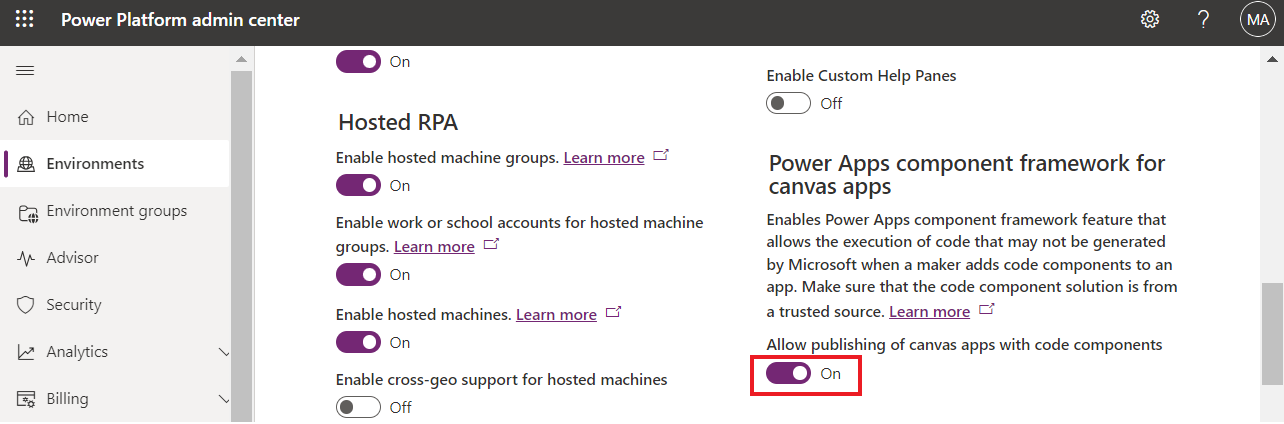 Power Platform admin center
?
MA
Home
Environments
Environment groups
Advisor
Security
Analytics
Billing
On
Hosted RPA
Enable hosted machine groups. Learn more
On
Enable work or school accounts for hosted machine
groups. Learn more
On
Enable hosted machines. Learn more
On
Enable cross-geo support for hosted machines
Off
Enable Custom Help Panes
Off
Power Apps component framework for
canvas apps
Enables Power Apps component framework feature that
allows the execution of code that may not be generated
by Microsoft when a maker adds code components to an
app. Make sure that the code component solution is from
a trusted source. Learn more
Allow publishing of canvas apps with code components
On